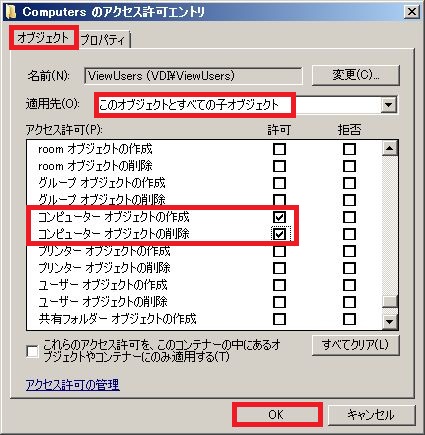 Computers のアクセス許可エントリ
オブジェクト プロパティ
名前(N): ViewUsers (VDI¥ViewUsers) 変更(C)...
適用先(O): このオブジェクトとすべての子オブジェクト
アクセス許可(P): 許可 拒否
room オブジェクトの作成
room オブジェクトの削除
グループ オブジェクトの作成
グループ オブジェクトの削除
コンピューター オブジェクトの作成
コンピューター オブジェクトの削除
プリンター オブジェクトの作成
プリンター オブジェクトの削除
ユーザー オブジェクトの作成
ユーザー オブジェクトの削除
共有フォルダー オブジェクトの作成
これらのアクセス許可を、このコンテナーの中にあるオ
ブジェクトやコンテナーにのみ適用する(T)
すべてクリア(L)
アクセス許可の管理
OK キャンセル